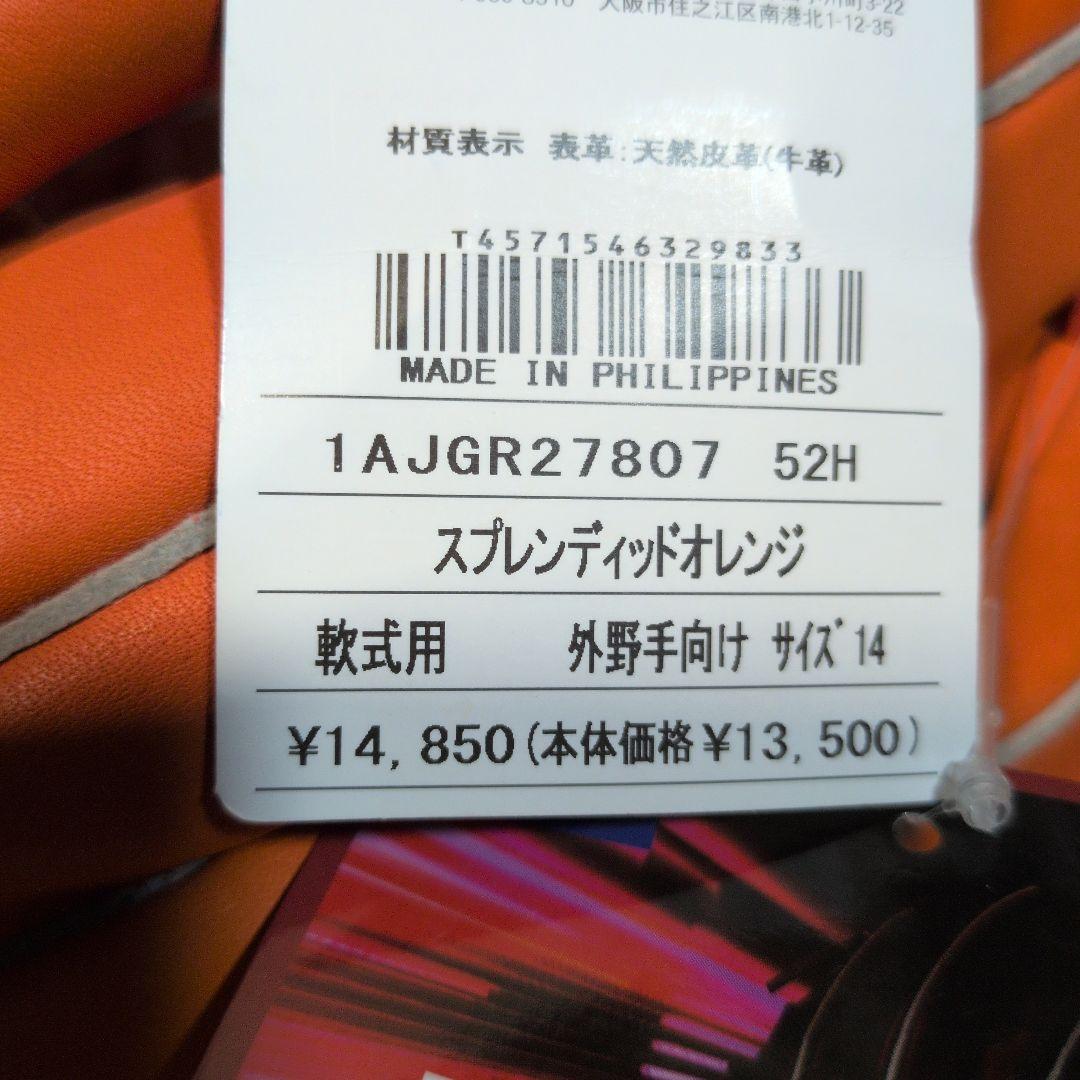 大阪市住之江区南港北1-12-35
材質表示 表革:天然皮革(牛革)
T4571546329833
MADE IN PHILIPPINES
1AJGR27807 52H
スプレンディッドオレンジ
軟式用 外野手向け サイズ14
¥14,850(本体価格¥13,500)